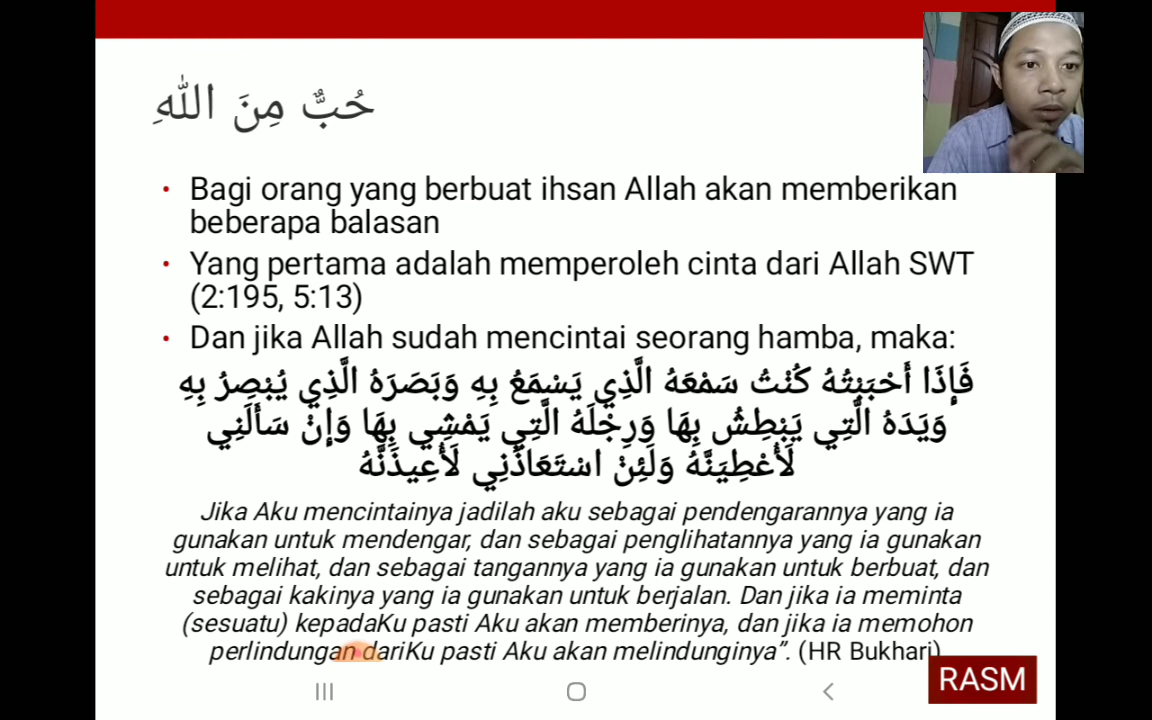 حُبٌّ مِنَ اللهِ
• Bagi orang yang berbuat ihsan Allah akan memberikan
beberapa balasan
• Yang pertama adalah memperoleh cinta dari Allah SWT
(2:195, 5:13)
• Dan jika Allah sudah mencintai seorang hamba, maka:
فَإِذَا أَحْبَبْتُهُ كُنْتُ سَمْعَهُ الَّذِي يَسْمَعُ بِهِ وَبَصَرَهُ الَّذِي يُبْصِرُ بِهِ
وَيَدَهُ الَّتِي يَبْطِشُ بِهَا وَرِجْلَهُ الَّتِي يَمْشِي بِهَا وَإِنْ سَأَلَنِي
لَأُعْطِيَنَّهُ وَلَئِنْ اسْتَعَاذَنِي لَأُعِيذَنَّهُ
Jika Aku mencintainya jadilah aku sebagai pendengarannya yang ia
gunakan untuk mendengar, dan sebagai penglihatannya yang ia gunakan
untuk melihat, dan sebagai tangannya yang ia gunakan untuk berbuat, dan
sebagai kakinya yang ia gunakan untuk berjalan. Dan jika ia meminta
(sesuatu) kepadaKu pasti Aku akan memberinya, dan jika ia memohon
perlindungan dariKu pasti Aku akan melindunginya”. (HR Bukhari)
RASM